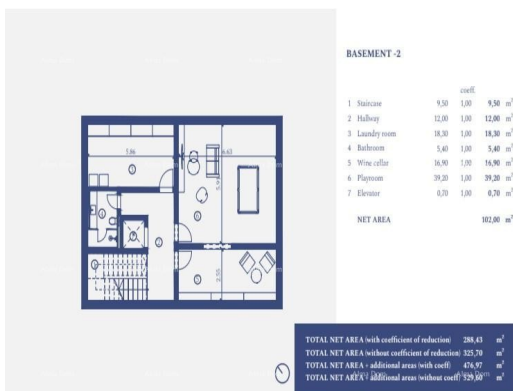 BASEMENT -2
coeff.
1 Staircase 9,50 1,00 9,50 m²
2 Hallway 12,00 1,00 12,00 m²
3 Laundry room 18,30 1,00 18,30 m²
4 Bathroom 5,40 1,00 5,40 m²
5 Wine cellar 16,90 1,00 16,90 m²
6 Playroom 39,20 1,00 39,20 m²
7 Elevator 0,70 1,00 0,70 m²
NET AREA 102,00 m²
5.86
6.63
2.55
TOTAL NET AREA (with coefficient of reduction) 288,43 m²
TOTAL NET AREA (without coefficient of reduction) 325,70 m²
TOTAL NET AREA + additional areas (with coeff) 476,97 m²
TOTAL NET AREA + additional areas (without coeff) 529,60 m²